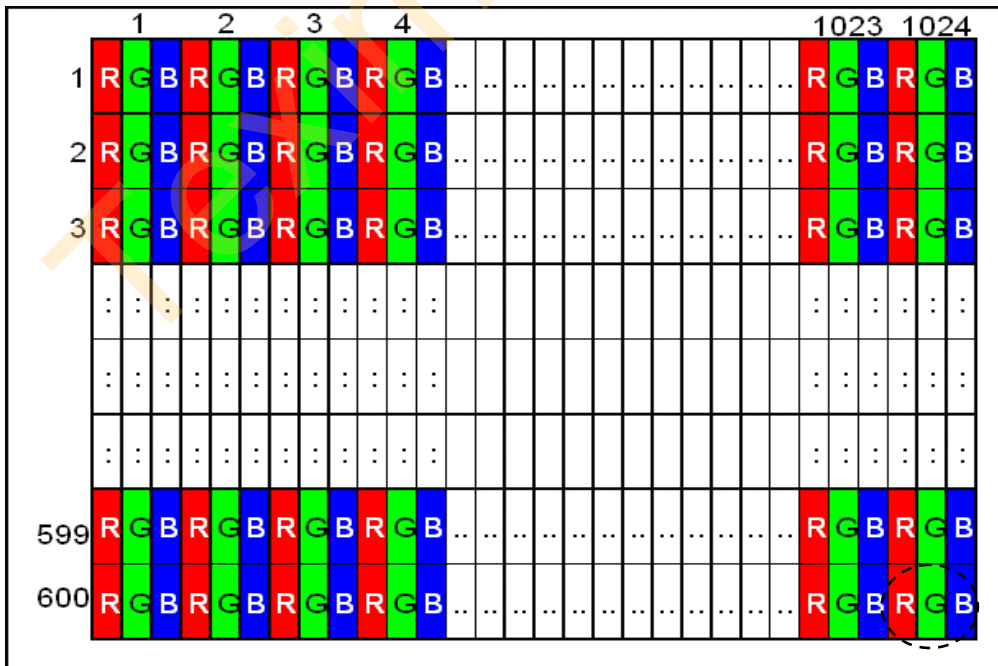 1 2 3 4 1023 1024
1 R G B R G B R G B R G B .. .. .. .. .. .. .. .. .. .. .. .. R G B R G B
2 R G B R G B R G B R G B .. .. .. .. .. .. .. .. .. .. .. .. R G B R G B
3 R G B R G B R G B R G B .. .. .. .. .. .. .. .. .. .. .. .. R G B R G B
: : : : : : : : : : : : : : : : : :
: : : : : : : : : : : : : : : : : :
: : : : : : : : : : : : : : : : : :
599 R G B R G B R G B R G B .. .. .. .. .. .. .. .. .. .. .. .. R G B R G B
600 R G B R G B R G B R G B .. .. .. .. .. .. .. .. .. .. .. .. R G B R G B